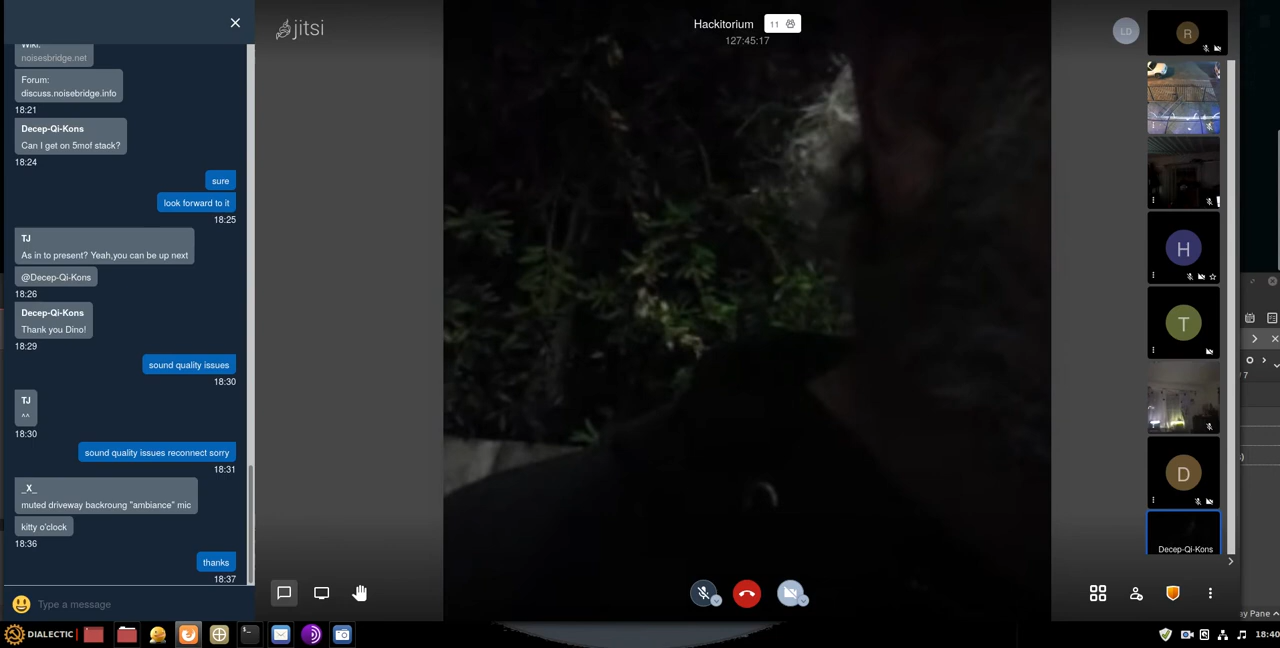 Wiki:
noisesbridge.net
Forum:
discuss.noisebridge.info
18:21
Decep-Qi-Kons
Can I get on 5mof stack?
18:24
sure
look forward to it
18:25
TJ
As in to present? Yeah,you can be up next
@Decep-Qi-Kons
18:26
Decep-Qi-Kons
Thank you Dino!
18:29
sound quality issues
18:30
TJ
^^
18:30
sound quality issues reconnect sorry
18:31
_X_
muted driveway backroung "ambiance" mic
kitty o'clock
18:36
thanks
18:37
Type a message
jitsi
Hackitorium
11
127:45:17
LD
R
H
T
D
Decep-Qi-Kons
ay Pane
DIALECTIC
18:40